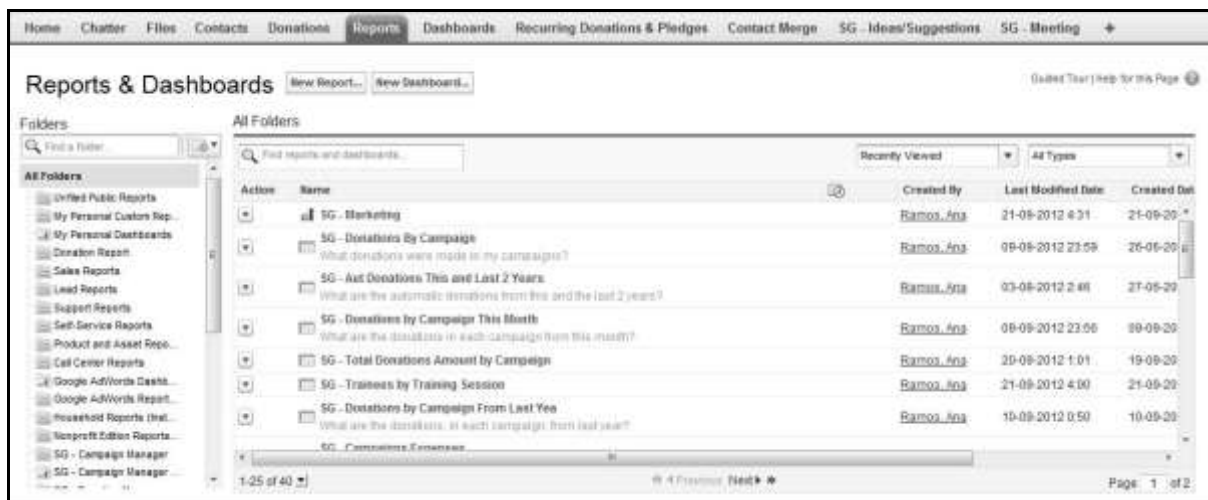 Home Chatter Files Contacts Donations Reports Dashboards Recurring Donations & Pledges Contact Merge SG - Ideas/Suggestions SG - Meeting +
Reports & Dashboards New Report... New Dashboard...
Guided Tour | Help for this Page
Folders
Find a folder...
All Folders
Unfiled Public Reports
My Personal Custom Rep...
My Personal Dashboards
Donation Report
Sales Reports
Lead Reports
Support Reports
Self-Service Reports
Product and Asset Repo...
Call Center Reports
Google AdWords Dashb...
Google AdWords Report...
Household Reports (Inst...
Nonprofit Edition Reports...
SG - Campaign Manager
SG - Campaign Manager ...
All Folders
Find reports and dashboards...
Recently Viewed All Types
Action Name Created By Last Modified Date Created Dat
SG - Marketing Ramos, Ana 21-09-2012 4:31 21-09-20
SG - Donations By Campaign Ramos, Ana 09-09-2012 23:59 26-06-20
What donations were made in my campaigns?
SG - Aut Donations This and Last 2 Years Ramos, Ana 03-08-2012 2:46 27-06-20
What are the automatic donations from this and the last 2 years?
SG - Donations by Campaign This Month Ramos, Ana 09-09-2012 23:56 09-09-20
What are the donations in each campaign from this month?
SG - Total Donations Amount by Campaign Ramos, Ana 20-09-2012 1:01 19-09-20
SG - Trainees by Training Session Ramos, Ana 21-09-2012 4:00 21-09-20
SG - Donations by Campaign From Last Yea Ramos, Ana 10-09-2012 0:50 10-09-20
What are the donations, in each campaign, from last year?
SG - Campaigns Expenses
1-25 of 40 Previous Next Page 1 of 2